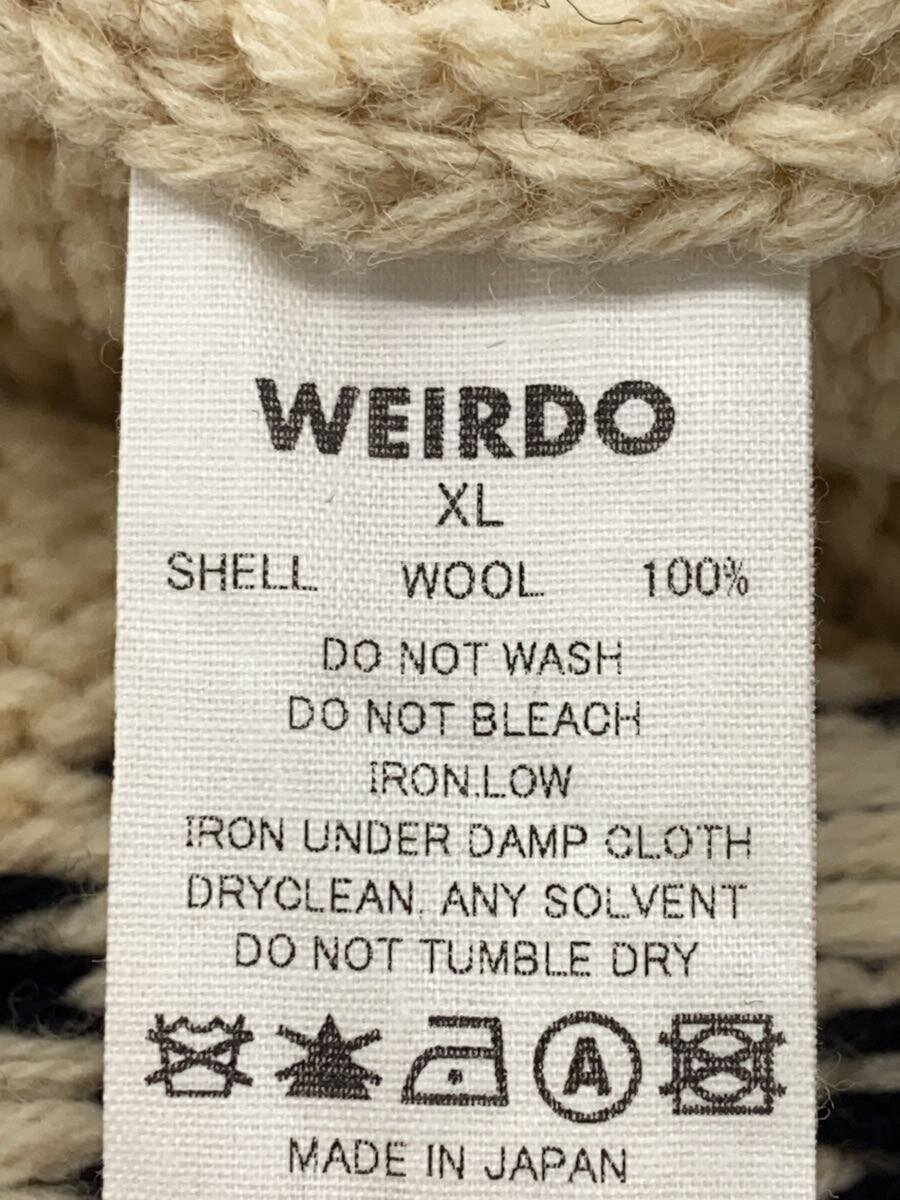 WEIRDO
XL
SHELL WOOL 100%
DO NOT WASH
DO NOT BLEACH
IRON.LOW
IRON UNDER DAMP CLOTH
DRYCLEAN. ANY SOLVENT
DO NOT TUMBLE DRY
A
MADE IN JAPAN